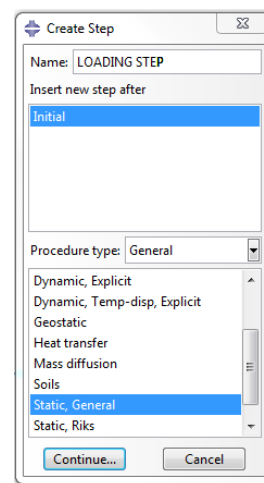 Create Step
Name: LOADING STEP
Insert new step after
Initial
Procedure type: General
Dynamic, Explicit
Dynamic, Temp-disp, Explicit
Geostatic
Heat transfer
Mass diffusion
Soils
Static, General
Static, Riks
Continue... Cancel